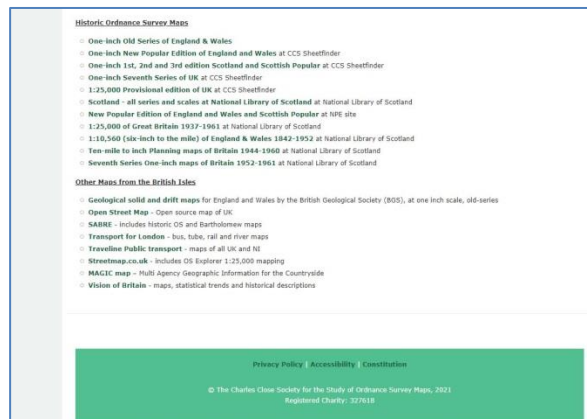 Historic Ordnance Survey Maps
One-inch Old Series of England & Wales
One-inch New Popular Edition of England and Wales at CCS Sheetfinder
One-inch 1st, 2nd and 3rd edition Scotland and Scottish Popular at CCS Sheetfinder
One-inch Seventh Series of UK at CCS Sheetfinder
1:25,000 Provisional edition of UK at CCS Sheetfinder
Scotland - all series and scales at National Library of Scotland at National Library of Scotland
New Popular Edition of England and Wales and Scottish Popular at NPE site
1:25,000 of Great Britain 1937-1961 at National Library of Scotland
1:10,560 (six-inch to the mile) of England & Wales 1842-1952 at National Library of Scotland
Ten-mile to inch Planning maps of Britain 1944-1960 at National Library of Scotland
Seventh Series One-inch maps of Britain 1952-1961 at National Library of Scotland
Other Maps from the British Isles
Geological solid and drift maps for England and Wales by the British Geological Society (BGS), at one inch scale, old-series
Open Street Map - Open source map of UK
SABRE - includes historic OS and Bartholomew maps
Transport for London - bus, tube, rail and river maps
Traveline Public transport - maps of all UK and NI
Streetmap.co.uk - includes OS Explorer 1:25,000 mapping
MAGIC map – Multi Agency Geographic Information for the Countryside
Vision of Britain - maps, statistical trends and historical descriptions
Privacy Policy | Accessibility | Constitution
© The Charles Close Society for the Study of Ordnance Survey Maps, 2021
Registered Charity: 327618